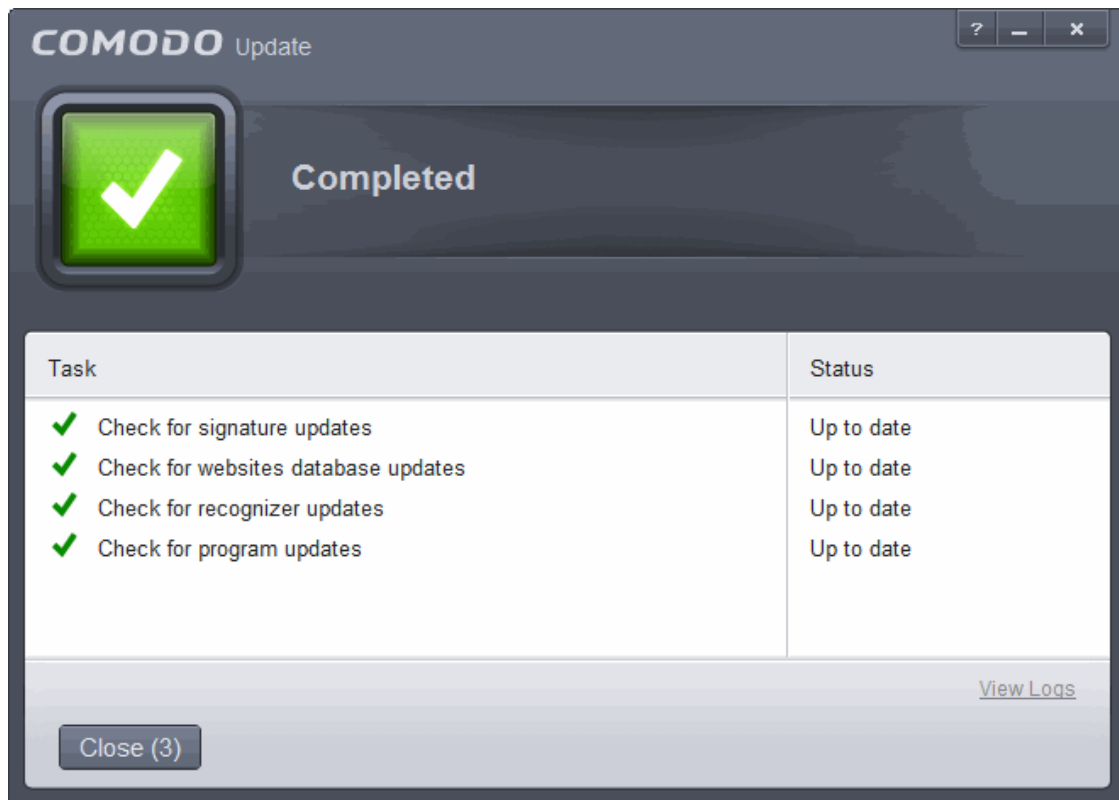 COMODO Update
? _ ×
Completed
Task Status
Check for signature updates Up to date
Check for websites database updates Up to date
Check for recognizer updates Up to date
Check for program updates Up to date
View Logs
Close (3)